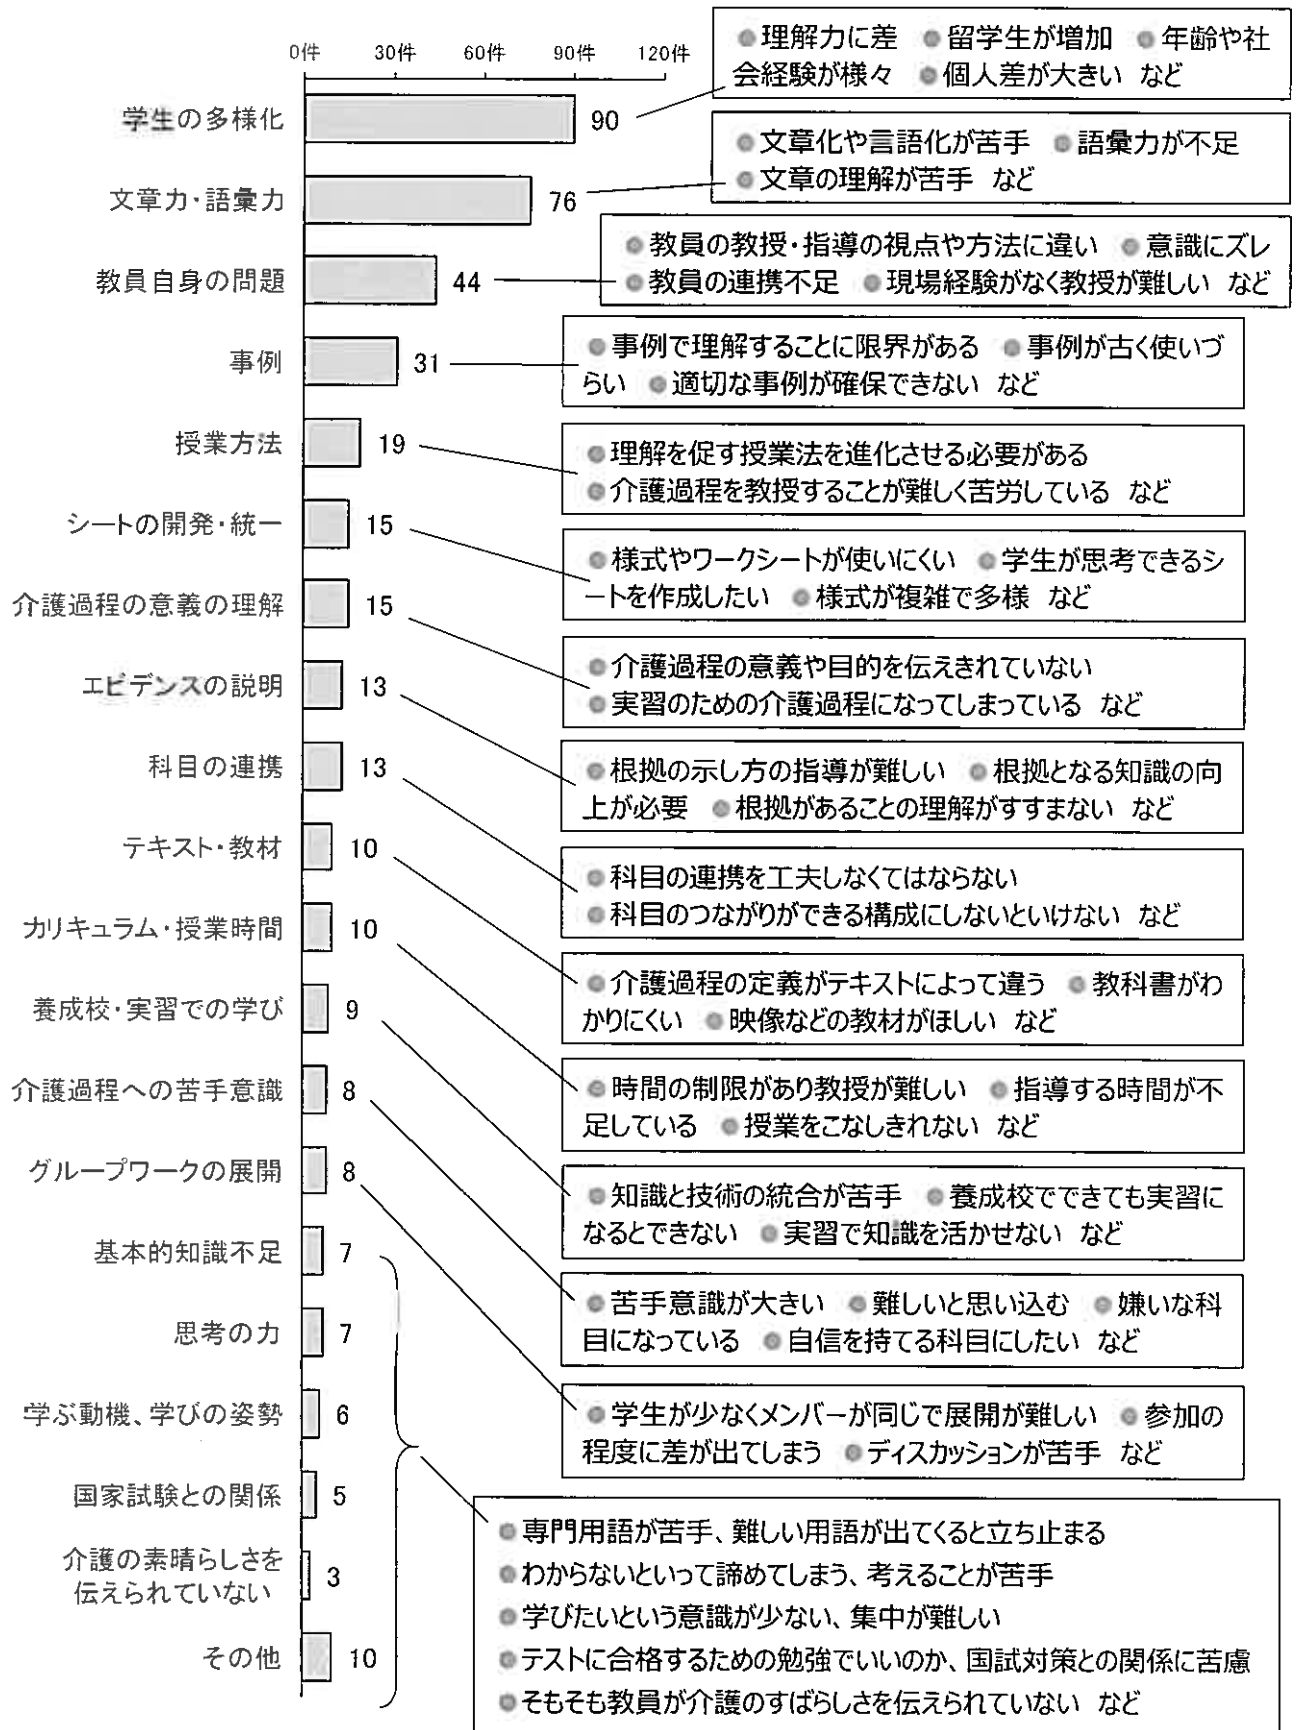 0件 30件 60件 90件 120件
学生の多様化 90
●理解力に差 ●留学生が増加 ●年齢や社
会経験が様々 ●個人差が大きい など
文章力・語彙力 76
●文章化や言語化が苦手 ●語彙力が不足
●文章の理解が苦手 など
教員自身の問題 44
●教員の教授・指導の視点や方法に違い ●意識にズレ
●教員の連携不足 ●現場経験がなく教授が難しい など
事例 31
●事例で理解することに限界がある ●事例が古く使いづ
らい ●適切な事例が確保できない など
授業方法 19
●理解を促す授業法を進化させる必要がある
●介護過程を教授することが難しく苦労している など
シートの開発・統一 15
●様式やワークシートが使いにくい ●学生が思考できるシ
ートを作成したい ●様式が複雑で多様 など
介護過程の意義の理解 15
●介護過程の意義や目的を伝えきれていない
●実習のための介護過程になってしまっている など
エビデンスの説明 13
●根拠の示し方の指導が難しい ●根拠となる知識の向
上が必要 ●根拠があることの理解がすすまない など
科目の連携 13
●科目の連携を工夫しなくてはならない
●科目のつながりができる構成にしないといけない など
テキスト・教材 10
●介護過程の定義がテキストによって違う ●教科書がわ
かりにくい ●映像などの教材がほしい など
カリキュラム・授業時間 10
●時間の制限があり教授が難しい ●指導する時間が不
足している ●授業をこなしきれない など
養成校・実習での学び 9
●知識と技術の統合が苦手 ●養成校でできても実習に
なるとできない ●実習で知識を活かせない など
介護過程への苦手意識 8
●苦手意識が大きい ●難しいと思い込む ●嫌いな科
目になっている ●自信を持てる科目にしたい など
グループワークの展開 8
●学生が少なくメンバーが同じで展開が難しい ●参加の
程度に差が出てしまう ●ディスカッションが苦手 など
基本的知識不足 7
思考の力 7
学ぶ動機、学びの姿勢 6
国家試験との関係 5
介護の素晴らしさを
伝えられていない 3
その他 10
●専門用語が苦手、難しい用語が出てくると立ち止まる
●わからないといって諦めてしまう、考えることが苦手
●学びたいという意識が少ない、集中が難しい
●テストに合格するための勉強でいいのか、国試対策との関係に苦慮
●そもそも教員が介護のすばらしさを伝えられていない など